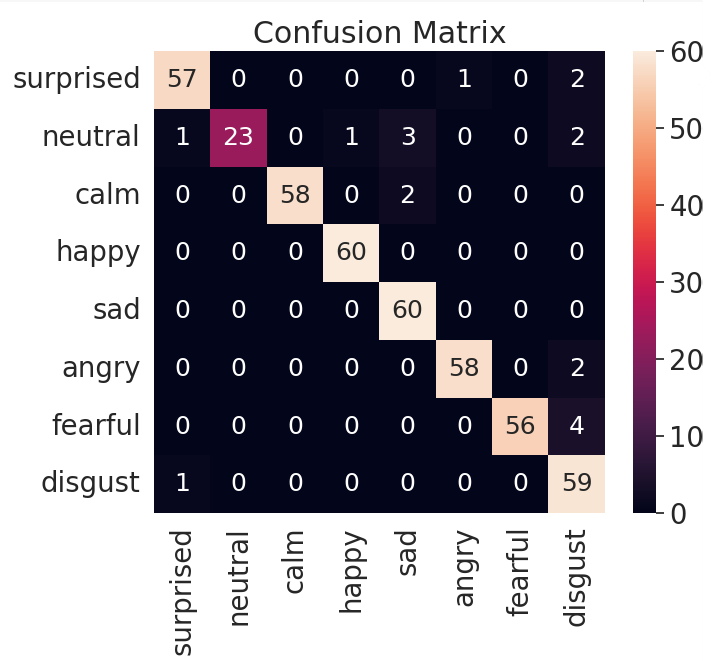 Confusion Matrix
surprised 57 0 0 0 0 1 0 2
neutral 1 23 0 1 3 0 0 2
calm 0 0 58 0 2 0 0 0
happy 0 0 0 60 0 0 0 0
sad 0 0 0 0 60 0 0 0
angry 0 0 0 0 0 58 0 2
fearful 0 0 0 0 0 0 56 4
disgust 1 0 0 0 0 0 0 59
surprised neutral calm happy sad angry fearful disgust
60
50
40
30
20
10
0